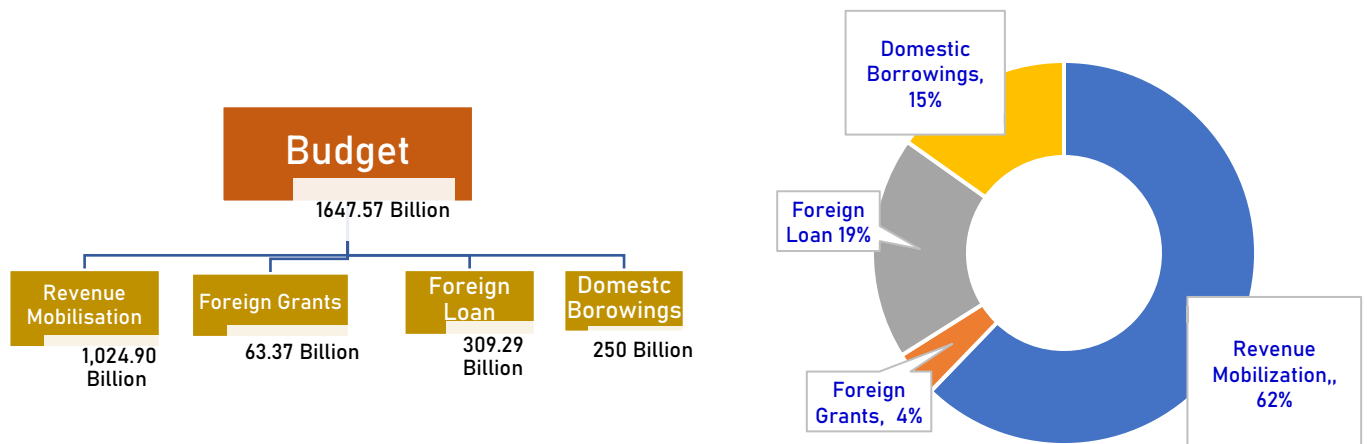 Budget
1647.57 Billion
Revenue
Mobilisation
1,024.90
Billion
Foreign Grants
63.37 Billion
Foreign
Loan
309.29
Billion
Domestc
Borowings
250 Billion
Domestic
Borrowings,
15%
Foreign
Loan 19%
Foreign
Grants, 4%
Revenue
Mobilization,,
62%